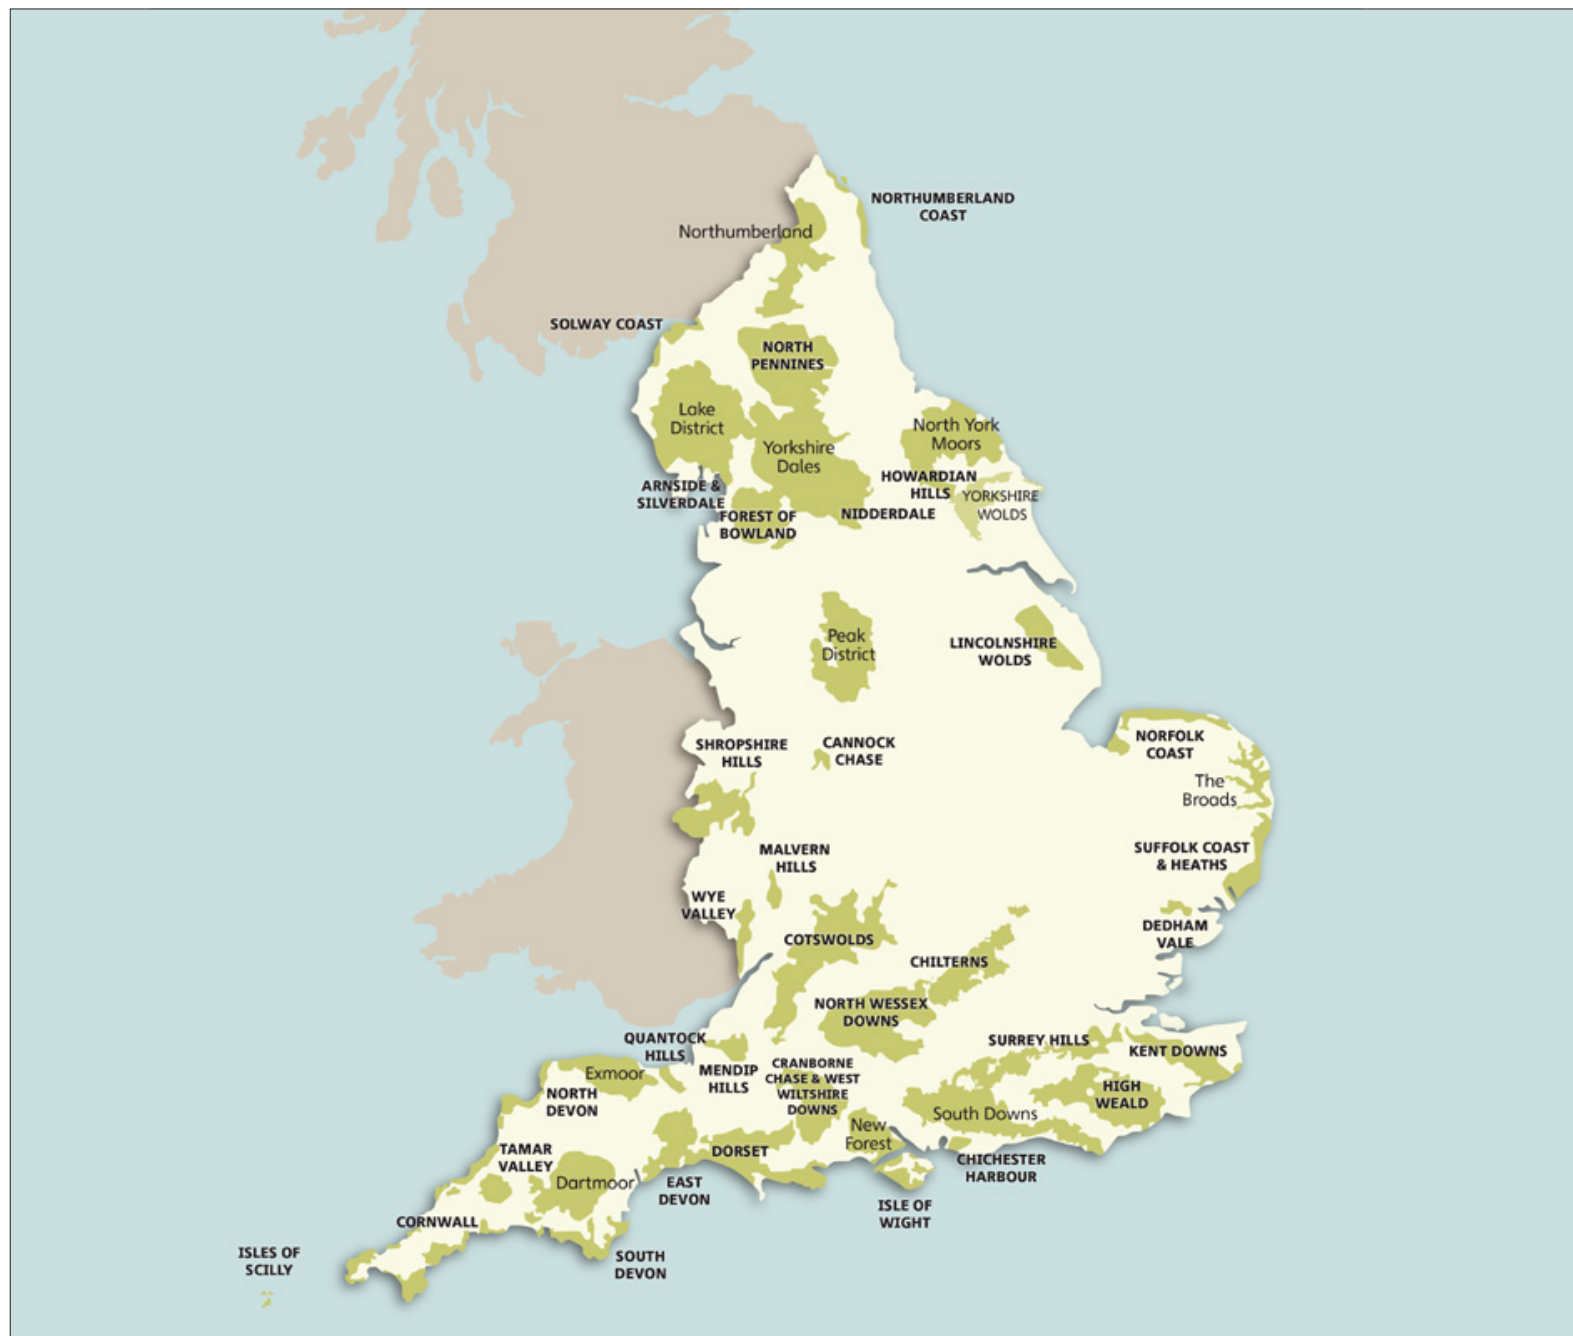 NORTHUMBERLAND
COAST
Northumberland
SOLWAY COAST
NORTH
PENNINES
Lake
District
North York
Moors
Yorkshire
Dales
HOWARDIAN
HILLS
ARNSIDE &
SILVERDALE
YORKSHIRE
WOLDS
FOREST OF
BOWLAND
NIDDERDALE
Peak
District
LINCOLNSHIRE
WOLDS
NORFOLK
COAST
SHROPSHIRE
HILLS
CANNOCK
CHASE
The
Broads
SUFFOLK COAST
& HEATHS
MALVERN
HILLS
WYE
VALLEY
DEDHAM
VALE
COTSWOLDS
CHILTERNS
NORTH WESSEX
DOWNS
QUANTOCK
HILLS
SURREY HILLS
KENT DOWNS
Exmoor
MENDIP
HILLS
CRANBORNE
CHASE & WEST
WILTSHIRE
DOWNS
NORTH
DEVON
HIGH
WEALD
South Downs
New
Forest
TAMAR
VALLEY
DORSET
CHICHESTER
HARBOUR
Dartmoor
EAST
DEVON
ISLE OF
WIGHT
CORNWALL
ISLES OF
SCILLY
SOUTH
DEVON